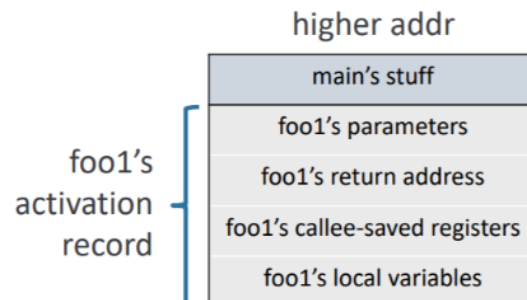 higher addr
main's stuff
foo1's parameters
foo1's
activation
record
foo1's return address
foo1's callee-saved registers
foo1's local variables